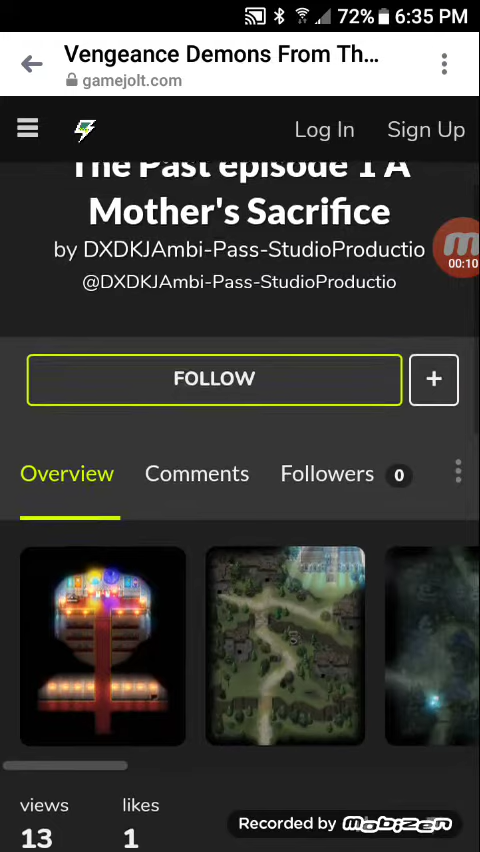 72% 6:35 PM
Vengeance Demons From Th...
gamejolt.com
Log In Sign Up
The Past episode 1 A
Mother's Sacrifice
by DXDKJAmbi-Pass-StudioProductio
@DXDKJAmbi-Pass-StudioProductio
00:10
FOLLOW +
Overview Comments Followers 0
views likes
13 1
Recorded by mobizen